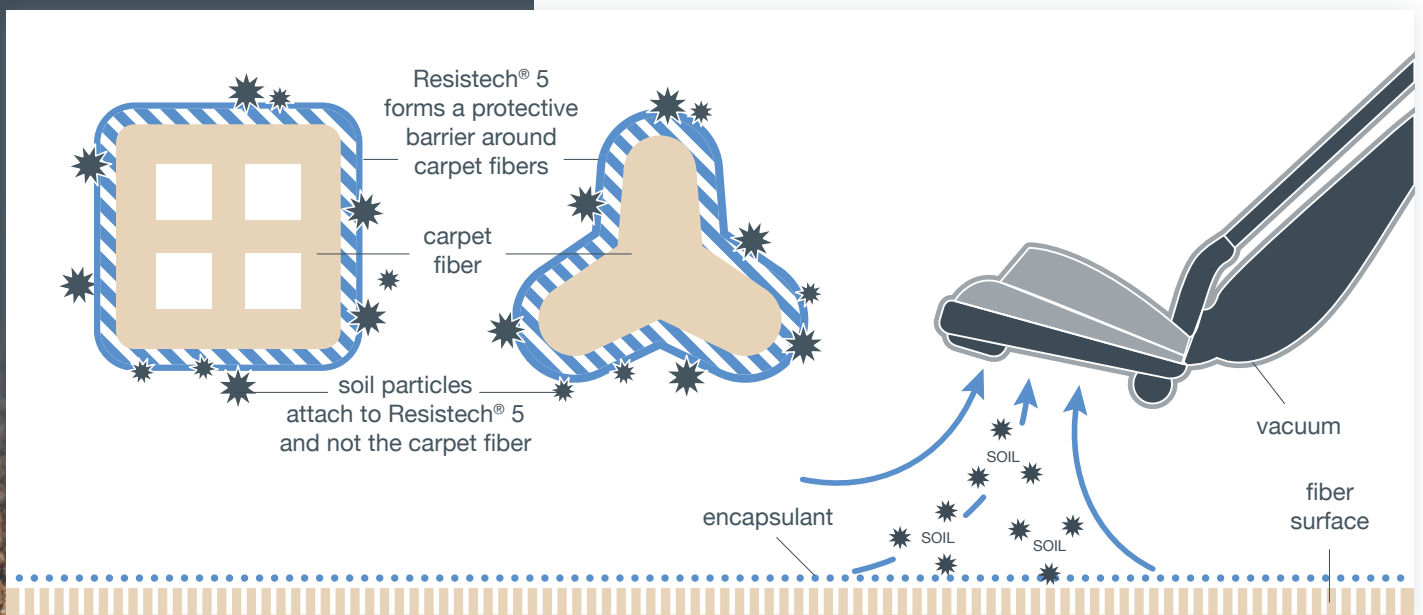 Resistech® 5
forms a protective
barrier around
carpet fibers
carpet
fiber
soil particles
attach to Resistech® 5
and not the carpet fiber
vacuum
SOIL
fiber
surface
encapsulant
SOIL
SOIL